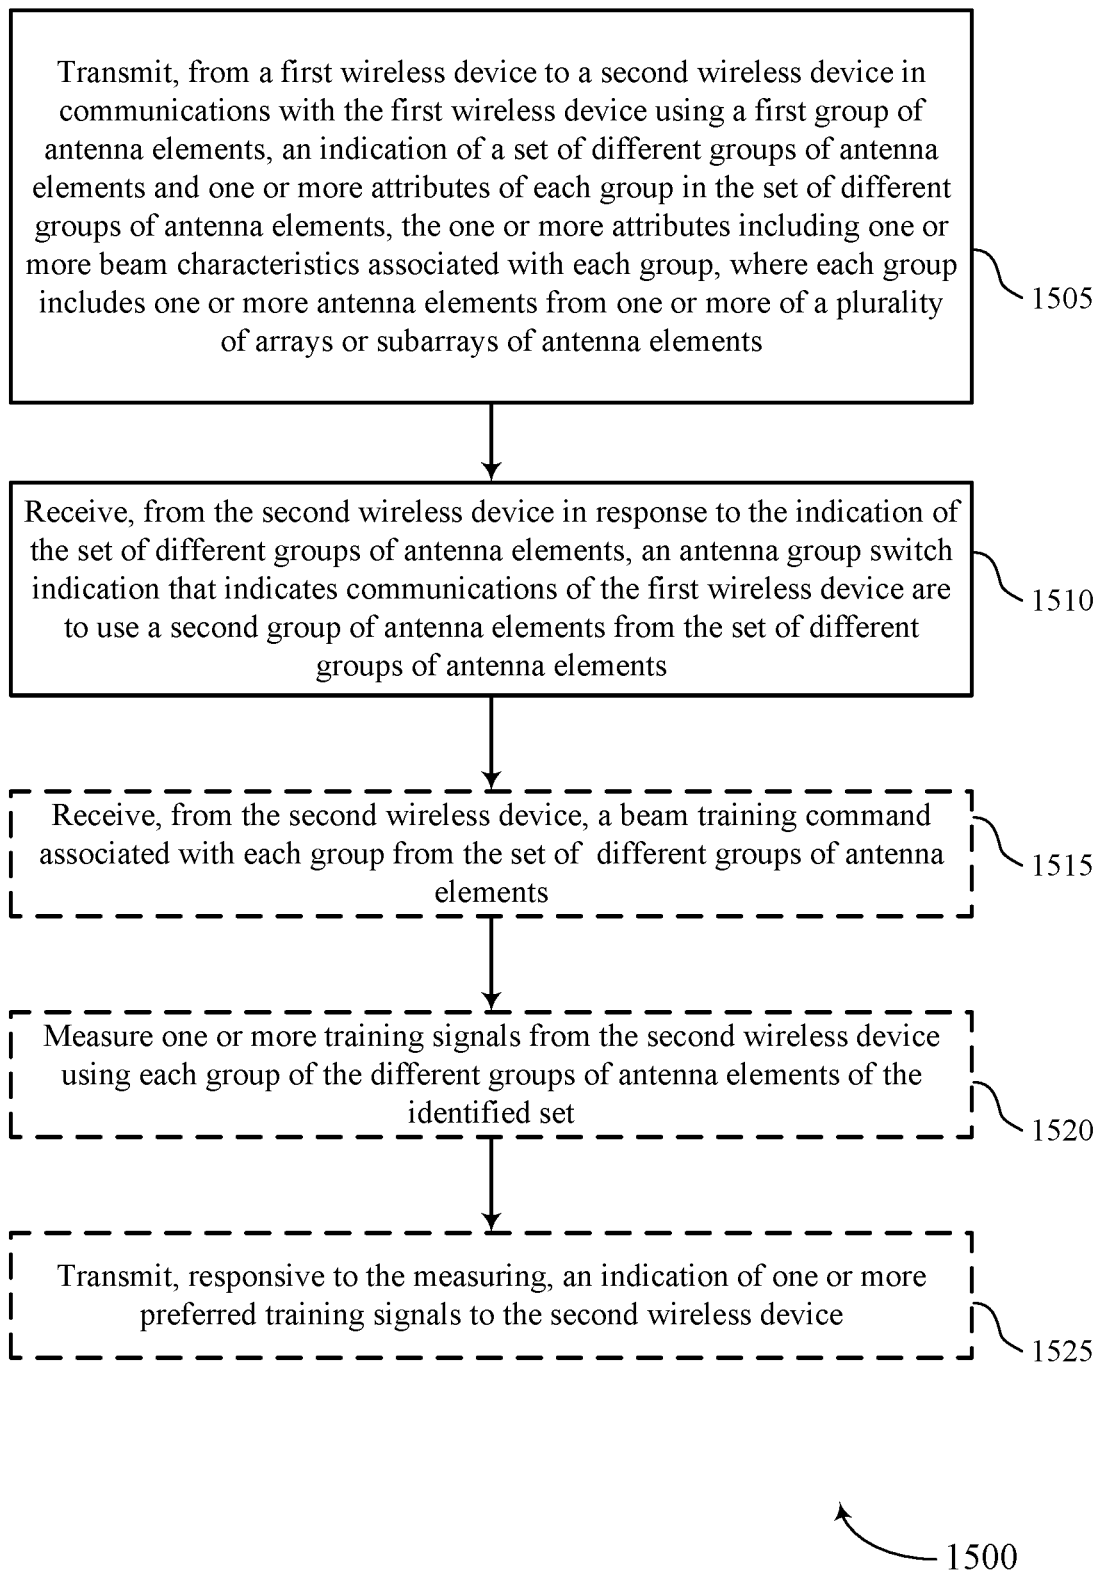 Transmit, from a first wireless device to a second wireless device in
communications with the first wireless device using a first group of
antenna elements, an indication of a set of different groups of antenna
elements and one or more attributes of each group in the set of different
groups of antenna elements, the one or more attributes including one or
more beam characteristics associated with each group, where each group
includes one or more antenna elements from one or more of a plurality
of arrays or subarrays of antenna elements
1505
Receive, from the second wireless device in response to the indication of
the set of different groups of antenna elements, an antenna group switch
indication that indicates communications of the first wireless device are
to use a second group of antenna elements from the set of different
groups of antenna elements
1510
Receive, from the second wireless device, a beam training command
associated with each group from the set of  different groups of antenna
elements
1515
Measure one or more training signals from the second wireless device
using each group of the different groups of antenna elements of the
identified set
1520
Transmit, responsive to the measuring, an indication of one or more
preferred training signals to the second wireless device
1525
1500